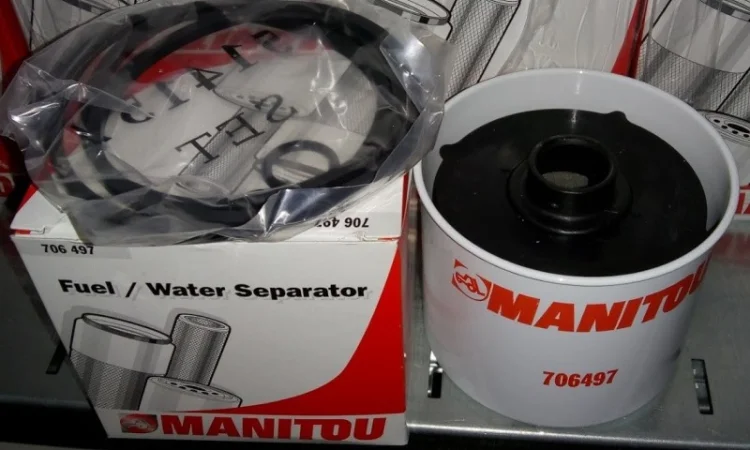 706 497
706 497
Fuel / Water Separator
MANITOU
MANITOU
706497